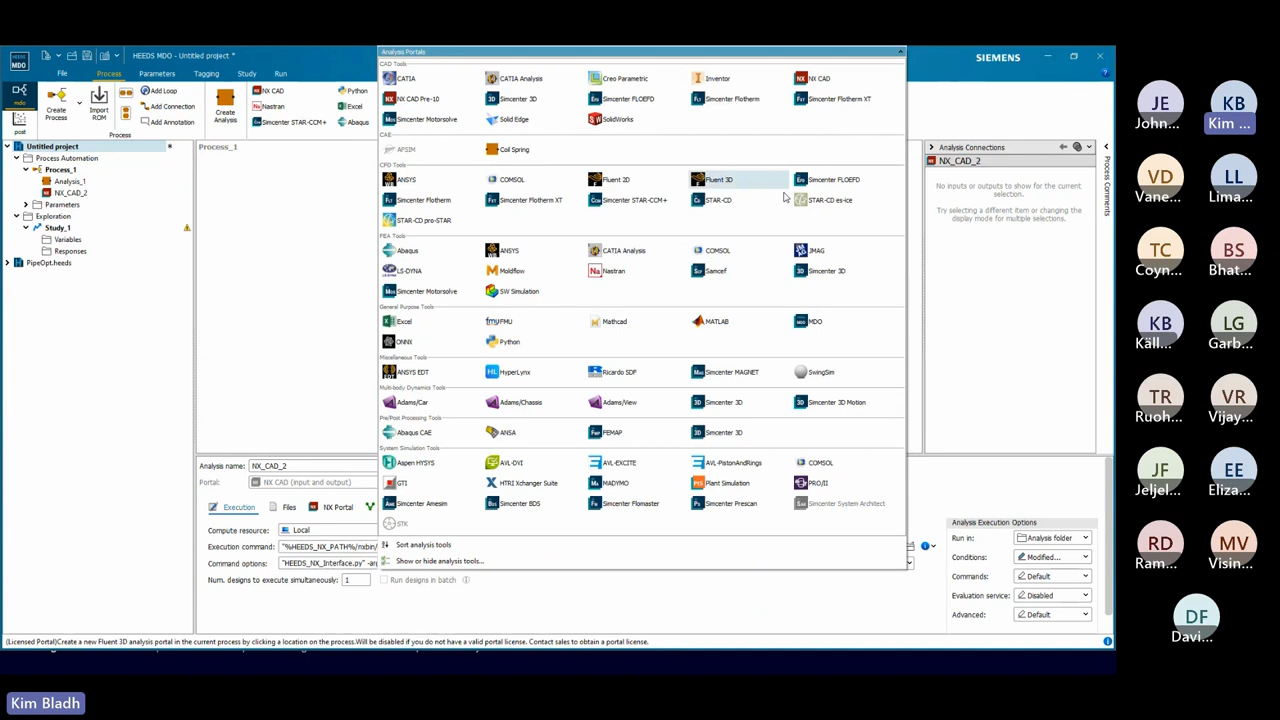 HEEDS MDO - Untitled project *
SIEMENS
HEEDS
MDO
File
Process
Parameters
Tagging
Study
Run
mdo
post
Create
Process
Import
ROM
Add Loop
Add Connection
Add Annotation
Process
Create
Analysis
NX CAD
Nastran
Simcenter STAR-CCM+
Python
Excel
Abaqus
Untitled project *
Process Automation
Process_1
Analysis_1
NX_CAD_2
Parameters
Exploration
Study_1
Variables
Responses
PipeOpt.heeds
Process_1
Analysis Portals
CAD Tools
CATIA
CATIA Analysis
Creo Parametric
Inventor
NX CAD
NX CAD Pre-10
Simcenter 3D
Simcenter FLOEFD
Simcenter Flotherm
Simcenter Flotherm XT
Simcenter Motorsolve
Solid Edge
SolidWorks
CAE
APSIM
Coil Spring
CFD Tools
ANSYS
COMSOL
Fluent 2D
Fluent 3D
Simcenter FLOEFD
Simcenter Flotherm
Simcenter Flotherm XT
Simcenter STAR-CCM+
STAR-CD
STAR-CD es-ice
STAR-CD pro-STAR
FEA Tools
Abaqus
ANSYS
CATIA Analysis
COMSOL
JMAG
LS-DYNA
Moldflow
Nastran
Samcef
Simcenter 3D
Simcenter Motorsolve
SW Simulation
General Purpose Tools
Excel
FMU
Mathcad
MATLAB
MDO
ONNX
Python
Miscellaneous Tools
ANSYS EDT
HyperLynx
Ricardo SDF
Simcenter MAGNET
SwingSim
Multi-body Dynamics Tools
Adams/Car
Adams/Chassis
Adams/View
Simcenter 3D
Simcenter 3D Motion
Pre/Post Processing Tools
Abaqus CAE
ANSA
FEMAP
Simcenter 3D
System Simulation Tools
Aspen HYSYS
AVL-DVI
AVL-EXCITE
AVL-PistonAndRings
COMSOL
GTI
HTRI Xchanger Suite
MADYMO
Plant Simulation
PRO/II
Simcenter Amesim
Simcenter BDS
Simcenter Flomaster
Simcenter Prescan
Simcenter System Architect
STK
Sort analysis tools
Show or hide analysis tools...
Analysis Connections
NX_CAD_2
No inputs or outputs to show for the current
selection.
Try selecting a different item or changing the
display mode for multiple selections.
Process Comments
Analysis name: NX_CAD_2
Portal: NX CAD (input and output)
Execution
Files
NX Portal
Compute resource: Local
Execution command: "%HEEDS_NX_PATH%/nxbin/
Command options: "HEEDS_NX_Interface.py" -arg
Num. designs to execute simultaneously: 1
Run designs in batch
Analysis Execution Options
Run in: Analysis folder
Conditions: Modified...
Commands: Default
Evaluation service: Disabled
Advanced: Default
(Licensed Portal)Create a new Fluent 3D analysis portal in the current process by clicking a location on the process.Will be disabled if you do not have a valid portal license. Contact sales to obtain a portal license.
JE
John...
KB
Kim ...
VD
Vane...
LL
Lima...
TC
Coyn...
BS
Bhat...
KB
Käll...
LG
Garb...
TR
Ruoh...
VR
Vijay...
JF
Jeljel...
EE
Eliza...
RD
Ram...
MV
Visin...
DF
Davi...
Kim Bladh